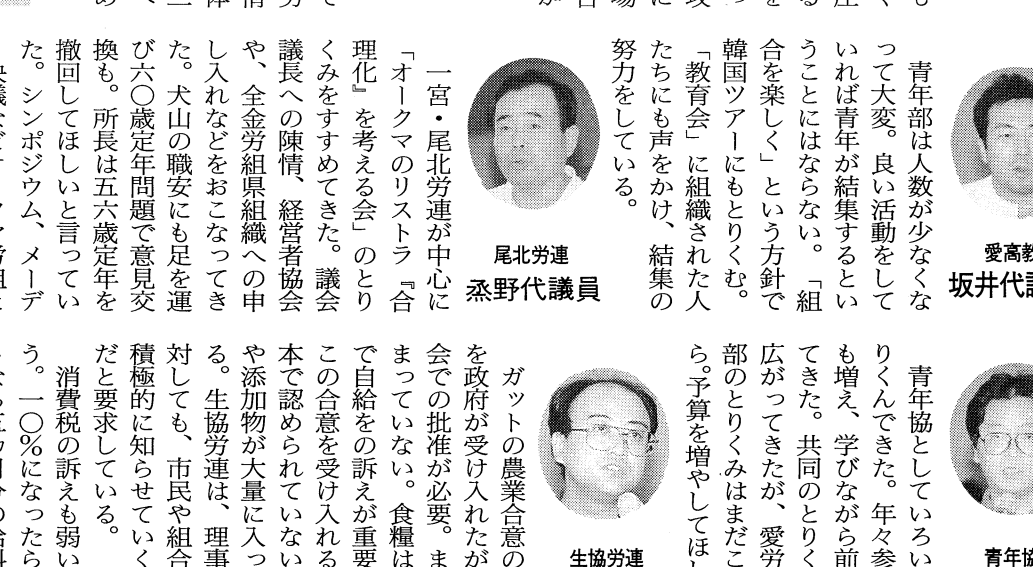 愛高教
坂井代議
青年部は人数が少なくな
って大変。良い活動をして
いれば青年が結集するとい
うことにはならない。「組
合を楽しく」という方針で
韓国ツアーにもとりくむ。
「教育会」に組織された人
たちにも声をかけ、結集の
努力をしている。
尾北労連
烝野代議員
一宮・尾北労連が中心に
「オークマのリストラ『合
理化』を考える会」のとり
くみをすすめてきた。議会
議長への陳情、経営者協会
や、全金労組県組織への申
し入れなどをおこなってき
た。犬山の職安にも足を運
び六〇歳定年問題で意見交
換も。所長は五六歳定年を
撤回してほしいと言ってい
た。シンポジウム、メーデ
青年協
青年協としていろい
りくんできた。年々参
も増え、学びながら前
てきた。共同のとりく
広がってきたが、愛労
部のとりくみはまだこ
ら。予算を増やしてほし
生協労連
ガットの農業合意の
を政府が受け入れたが
会での批准が必要。ま
まっていない。食糧は
で自給をの訴えが重要
この合意を受け入れる
本で認められていない
や添加物が大量に入っ
る。生協労連は、理事
対しても、市民や組合
積極的に知らせていく
だと要求している。
消費税の訴えも弱い
う。一〇％になったら